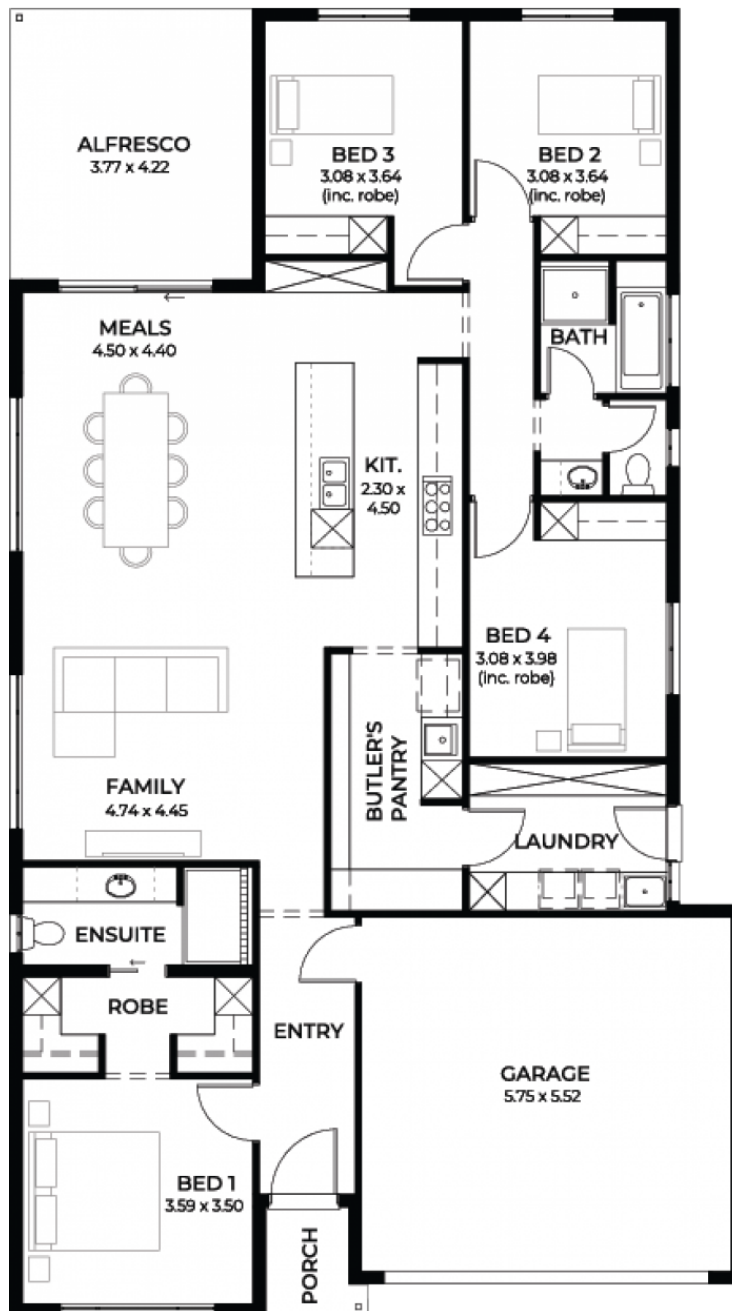 ALFRESCO
3.77 x 4.22
BED 3
3.08 x 3.64
(inc. robe)
BED 2
3.08 x 3.64
(inc. robe)
MEALS
4.50 x 4.40
BATH
KIT.
2.30 x
4.50
BED 4
3.08 x 3.98
(inc. robe)
BUTLER'S
PANTRY
FAMILY
4.74 x 4.45
LAUNDRY
ENSUITE
ROBE
ENTRY
GARAGE
5.75 x 5.52
BED 1
3.59 x 3.50
PORCH